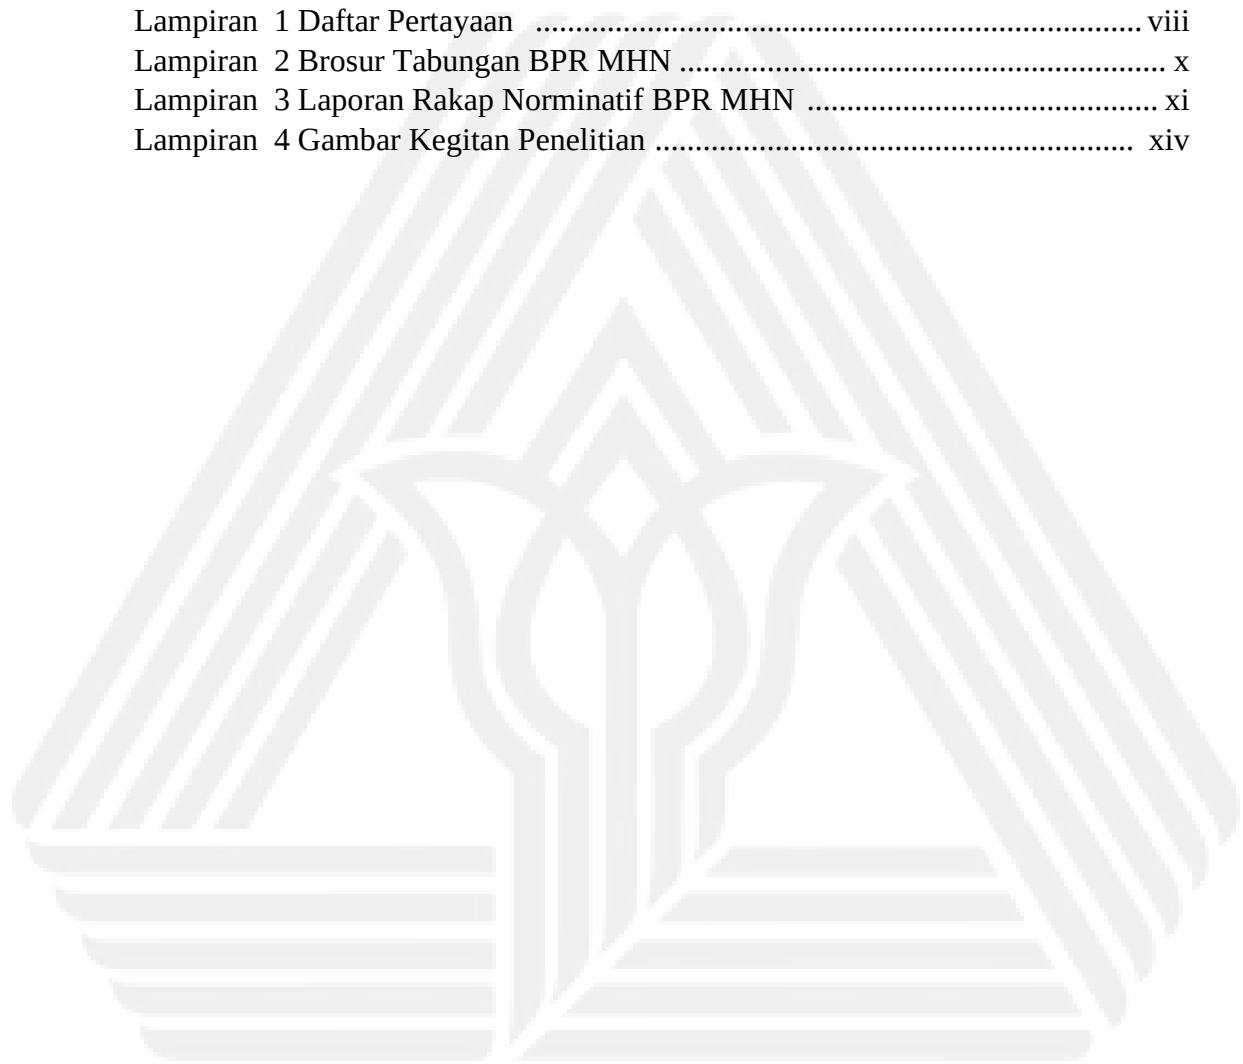 Lampiran 1 Daftar Pertayaan ............................................................................ viii
Lampiran 2 Brosur Tabungan BPR MHN ............................................................. x
Lampiran 3 Laporan Rakap Norminatif BPR MHN ............................................ xi
Lampiran 4 Gambar Kegitan Penelitian ............................................................ xiv